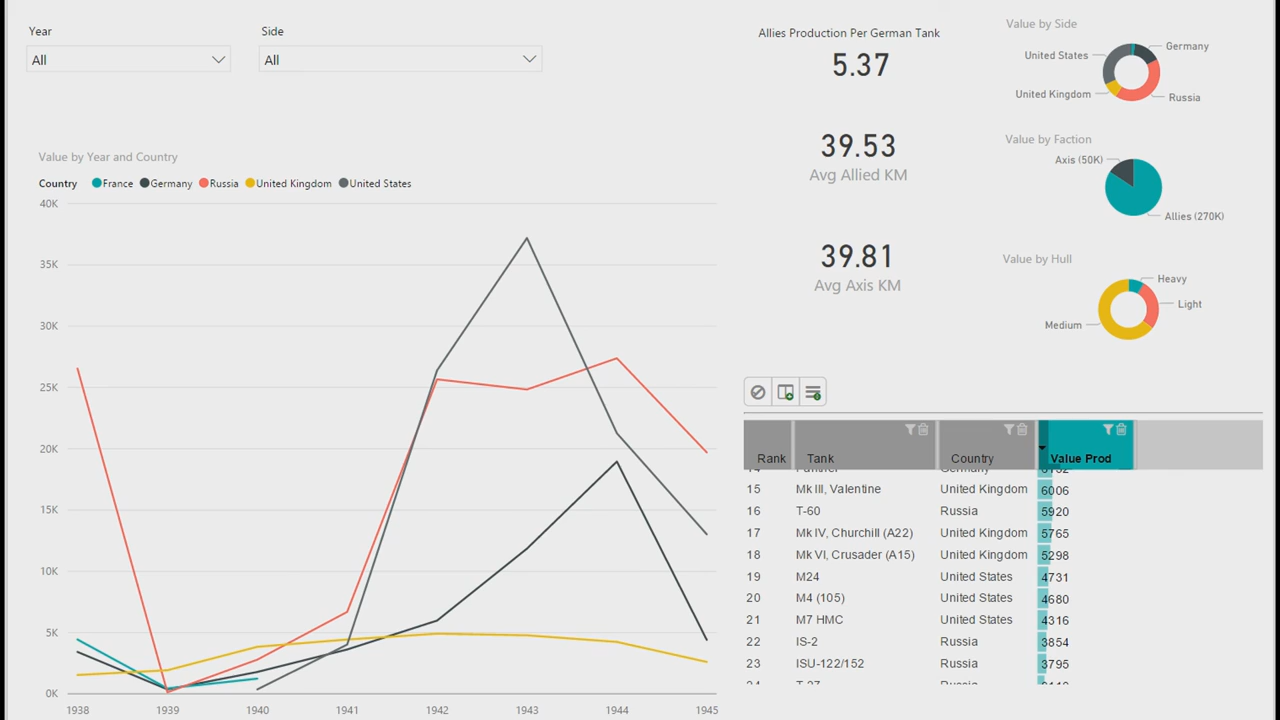 Year
Side
All
All
Value by Year and Country
Country France Germany Russia United Kingdom United States
40K
35K
30K
25K
20K
15K
10K
5K
0K
1938 1939 1940 1941 1942 1943 1944 1945
Allies Production Per German Tank
5.37
39.53
Avg Allied KM
39.81
Avg Axis KM
Value by Side
United States
Germany
United Kingdom
Russia
Value by Faction
Axis (50K)
Allies (270K)
Value by Hull
Heavy
Light
Medium
Rank Tank Country Value Prod
15 Mk III, Valentine United Kingdom 6006
16 T-60 Russia 5920
17 Mk IV, Churchill (A22) United Kingdom 5765
18 Mk VI, Crusader (A15) United Kingdom 5298
19 M24 United States 4731
20 M4 (105) United States 4680
21 M7 HMC United States 4316
22 IS-2 Russia 3854
23 ISU-122/152 Russia 3795